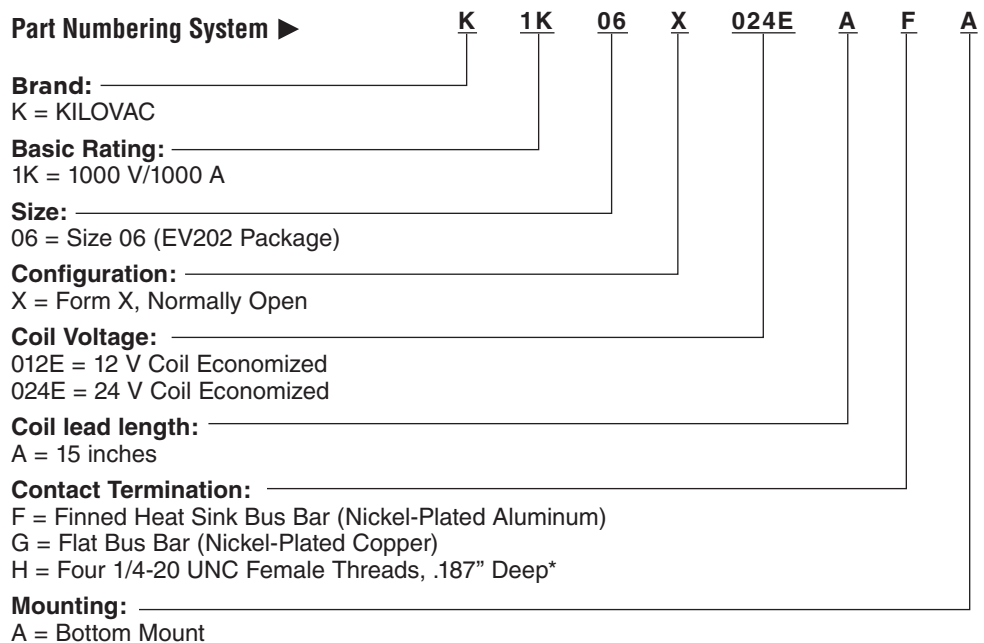 Part Numbering System ► K 1K 06 X 024E A F A
Brand:
K = KILOVAC
Basic Rating:
1K = 1000 V/1000 A
Size:
06 = Size 06 (EV202 Package)
Configuration:
X = Form X, Normally Open
Coil Voltage:
012E = 12 V Coil Economized
024E = 24 V Coil Economized
Coil lead length:
A = 15 inches
Contact Termination:
F = Finned Heat Sink Bus Bar (Nickel-Plated Aluminum)
G = Flat Bus Bar (Nickel-Plated Copper)
H = Four 1/4-20 UNC Female Threads, .187” Deep*
Mounting:
A = Bottom Mount